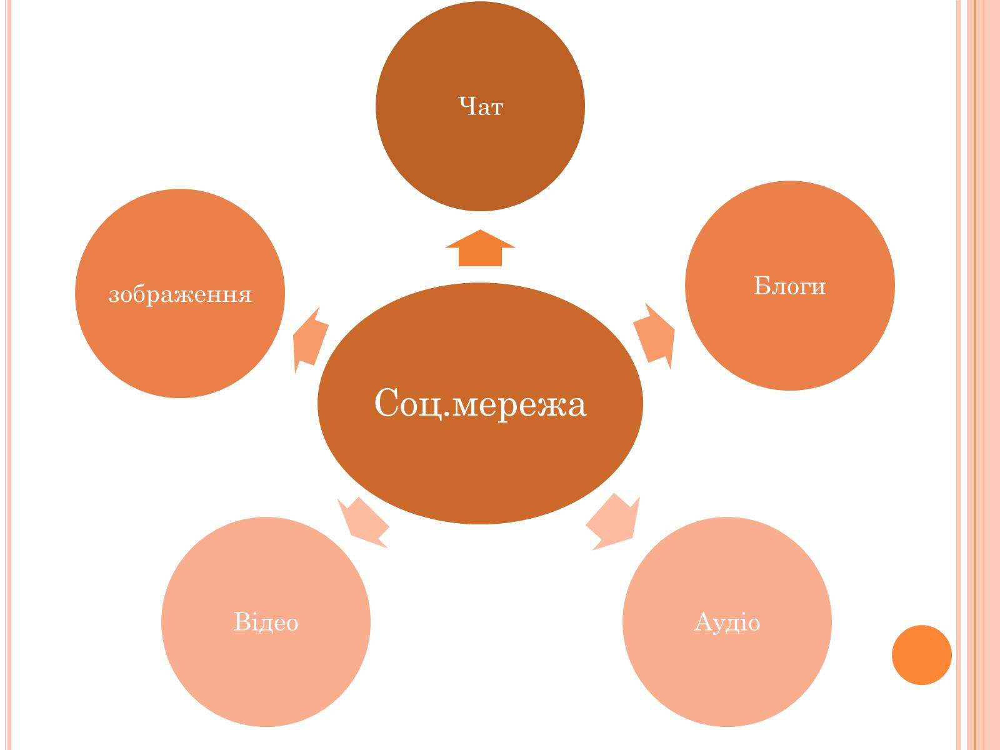 Чат
зображення
Блоги
Соц.мережа
Відео
Аудіо